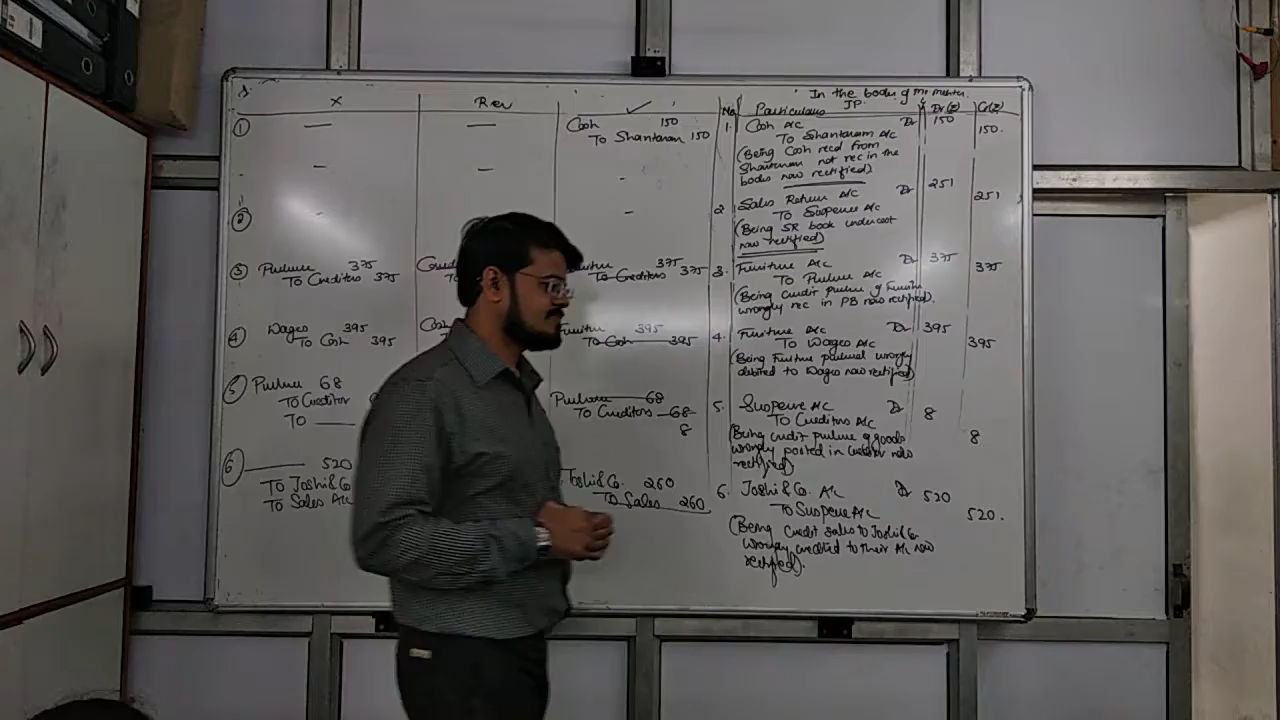 In the books of Mr
X Rev ✓ No Particulars JP Dr(₹) Cr(₹)
① — — Cash 150
To Shantaram 150
1. Cash A/c Dr 150
To Shantaram A/c 150.
(Being Cash recd from
Shantaram not rec in the
books now rectified)
②
2 Sales Return A/c Dr 251
To Suspense A/c 251
(Being SR book undercast
now rectified)
③ Purchase 375
To Creditors 375
Furniture 375
To Creditors 375
3. Furniture A/c Dr 375
To Purchase A/c 375
(Being credit purchase of Furniture
wrongly rec in PB now rectified).
④ Wages 395
To Cash 395
Furniture 395
To Cash 395
4. Furniture A/c Dr 395
To Wages A/c 395
(Being Furniture purchased wrongly
debited to Wages now rectified)
⑤ Purchase 68
To Creditor
To —
Purchase 68
To Creditors 68
8
5. Suspense A/c Dr 8
To Creditors A/c 8
(Being credit purchase of goods
wrongly posted in creditor now
rectified)
⑥ — 520
To Joshi & Co
To Sales A/c
Joshi & Co. 260
To Sales 260
6. Joshi & Co. A/c Dr 520
To Suspense A/c 520.
(Being Credit sales to Joshi & Co.
wrongly credited to their A/c now
rectified).